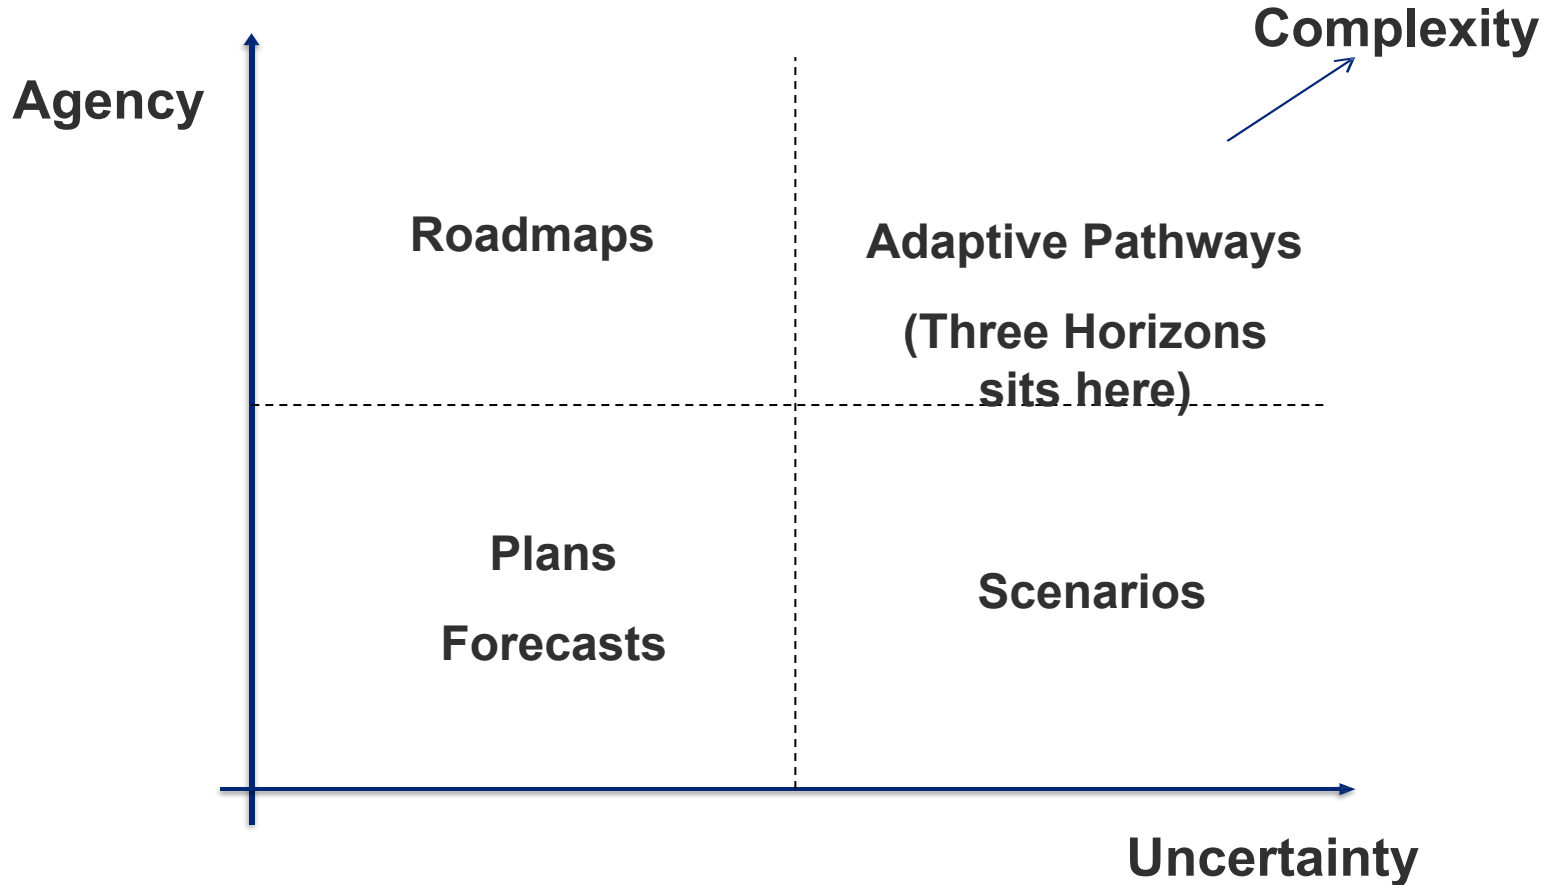 Complexity
Agency
Roadmaps
Adaptive Pathways
(Three Horizons
sits here)
Plans
Forecasts
Scenarios
Uncertainty